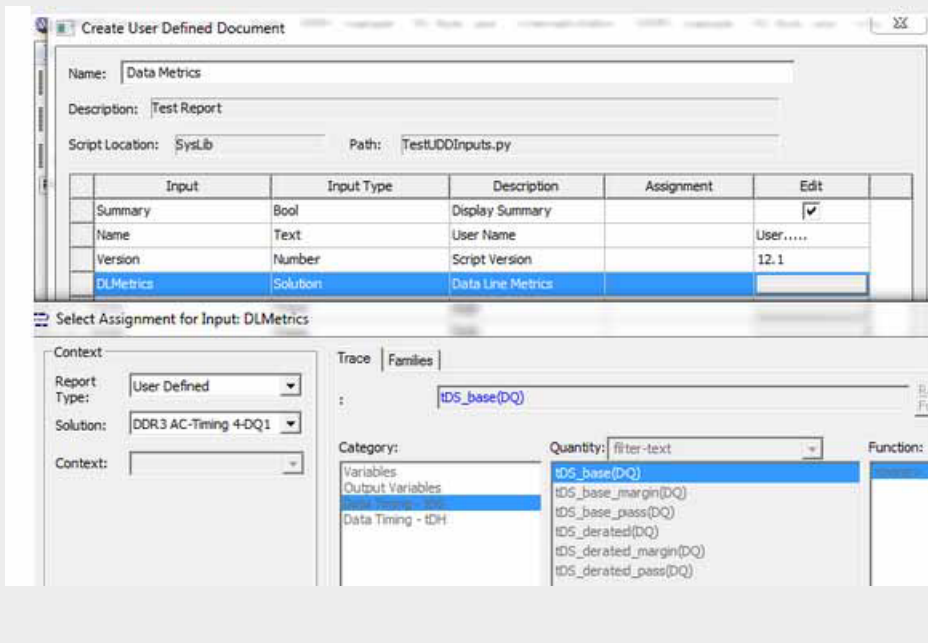 Create User Defined Document
Name: Data Metrics
Description: Test Report
Script Location: SysLib Path: TestUDDInputs.py
Input Input Type Description Assignment Edit
Summary Bool Display Summary
Name Text User Name User.....
Version Number Script Version 12.1
DLMetrics Solution Data Line Metrics
Select Assignment for Input: DLMetrics
Context
Trace Families
Report Type: User Defined
: tDS_base(DQ)
Solution: DDR3 AC-Timing 4-DQ1
Category: Quantity: filter-text Function:
Context:
Variables tDS_base(DQ)
Output Variables tDS_base_margin(DQ)
Data Timing - tDS tDS_base_pass(DQ)
Data Timing - tDH tDS_derated(DQ)
tDS_derated_margin(DQ)
tDS_derated_pass(DQ)